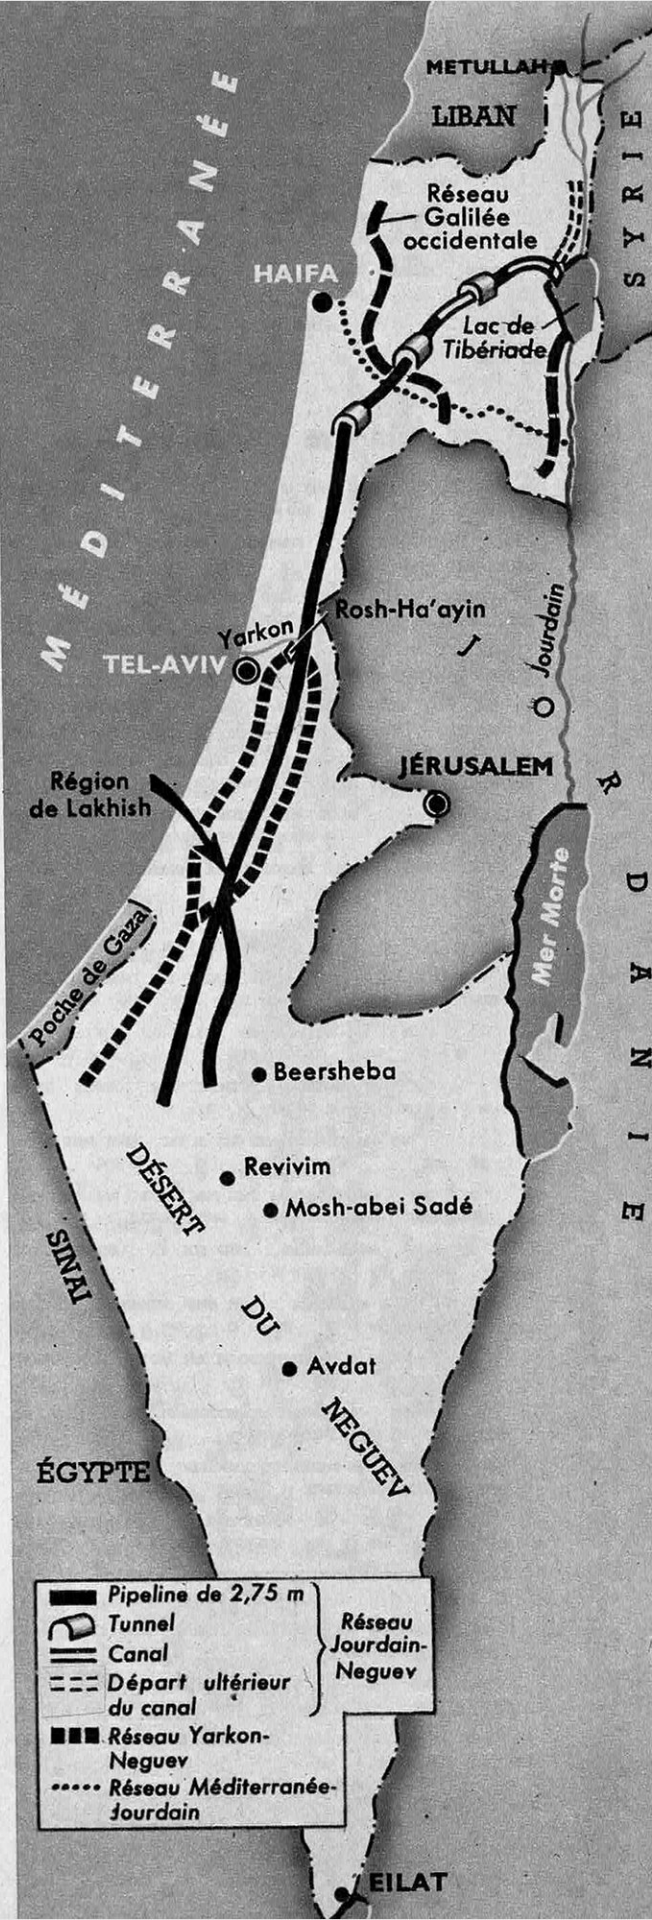 METULLAH
LIBAN
SYRIE
Réseau
Galilée
occidentale
MÉDITERRANÉE
HAIFA
Lac de
Tibériade
Rosh-Ha'ayin
Yarkon
TEL-AVIV
Jourdain
JORDANIE
Région
de Lakhish
JÉRUSALEM
Mer Morte
Poche de Gaza
Beersheba
Revivim
Mosh-abei Sadé
DÉSERT
DU
NEGUEV
SINAI
Avdat
ÉGYPTE
Pipeline de 2,75 m
Tunnel
Canal
Départ ultérieur
du canal
Réseau
Jourdain-
Neguev
Réseau Yarkon-
Neguev
Réseau Méditerranée-
Jourdain
EILAT